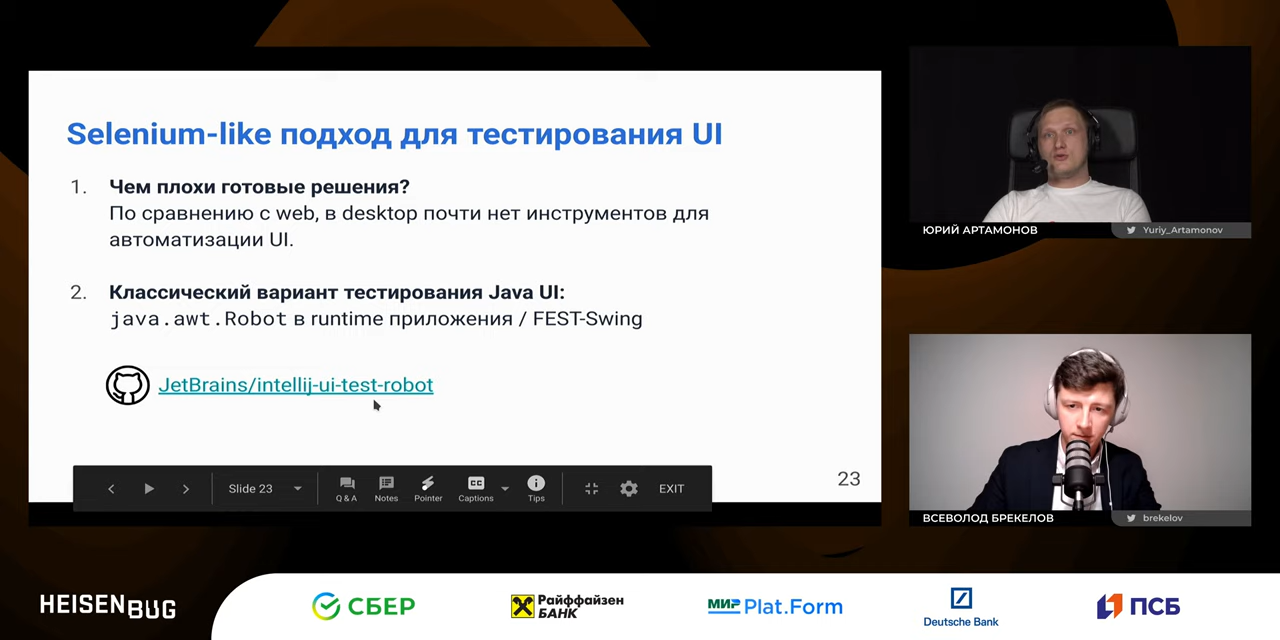 Selenium-like подход для тестирования UI
1. Чем плохи готовые решения?
По сравнению с web, в desktop почти нет инструментов для
автоматизации UI.
2. Классический вариант тестирования Java UI:
java.awt.Robot в runtime приложения / FEST-Swing
JetBrains/intellij-ui-test-robot
23
Slide 23
Q & A
Notes
Pointer
CC
Captions
Tips
EXIT
ЮРИЙ АРТАМОНОВ
Yuriy_Artamonov
ВСЕВОЛОД БРЕКЕЛОВ
brekelov
HEISENBUG
СБЕР
Райффайзен
БАНК
МИР Plat.Form
Deutsche Bank
ПСБ